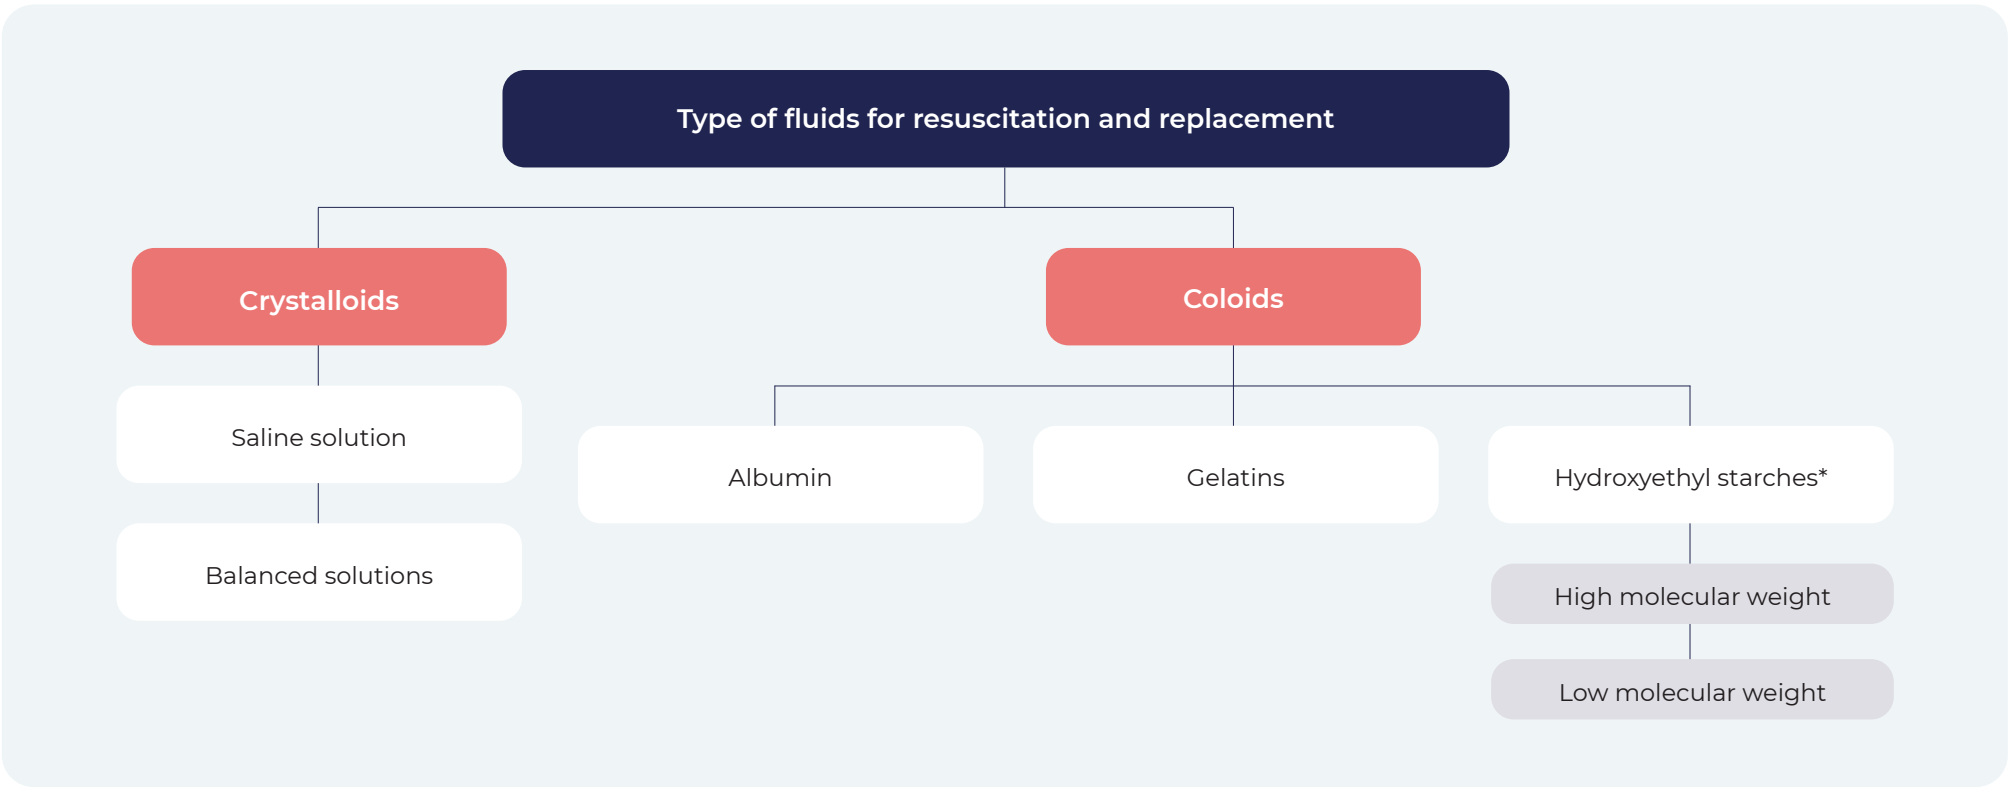 Type of fluids for resuscitation and replacement
Crystalloids
Coloids
Saline solution
Balanced solutions
Albumin
Gelatins
Hydroxyethyl starches*
High molecular weight
Low molecular weight